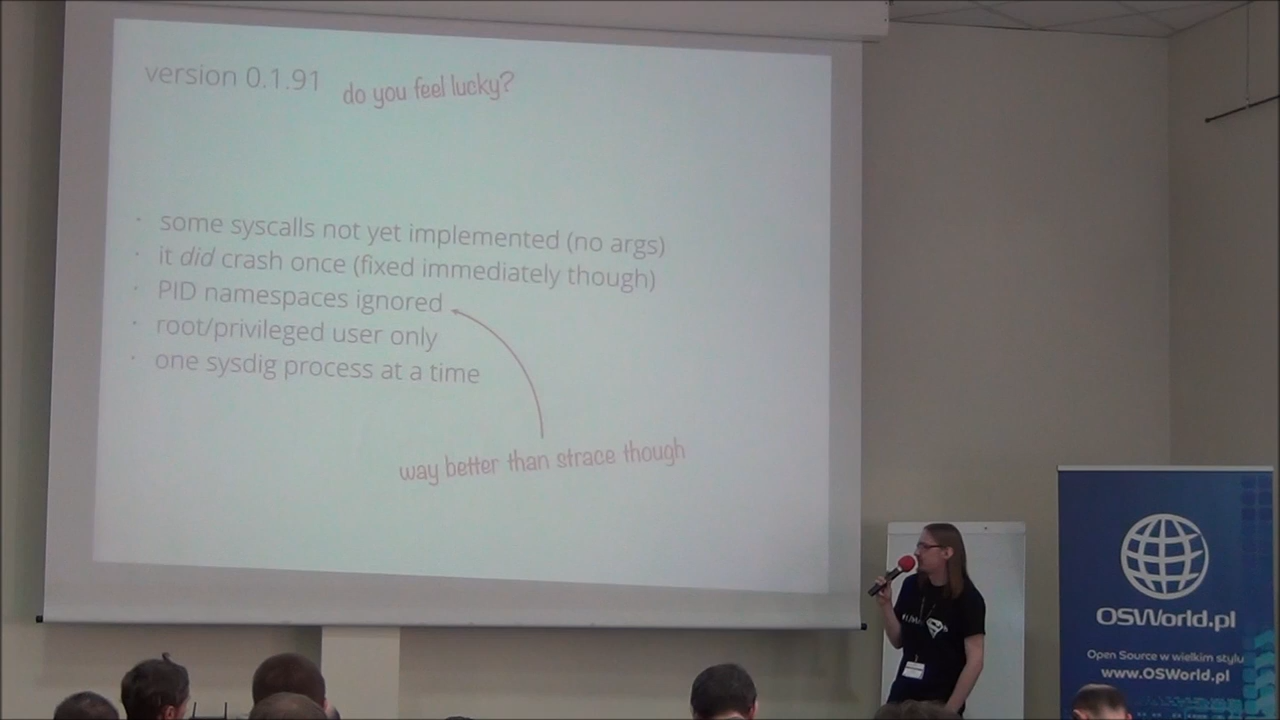 version 0.1.91
do you feel lucky?
· some syscalls not yet implemented (no args)
· it did crash once (fixed immediately though)
· PID namespaces ignored
· root/privileged user only
· one sysdig process at a time
way better than strace though
OSWorld.pl
Open Source w wielkim stylu
www.OSWorld.pl